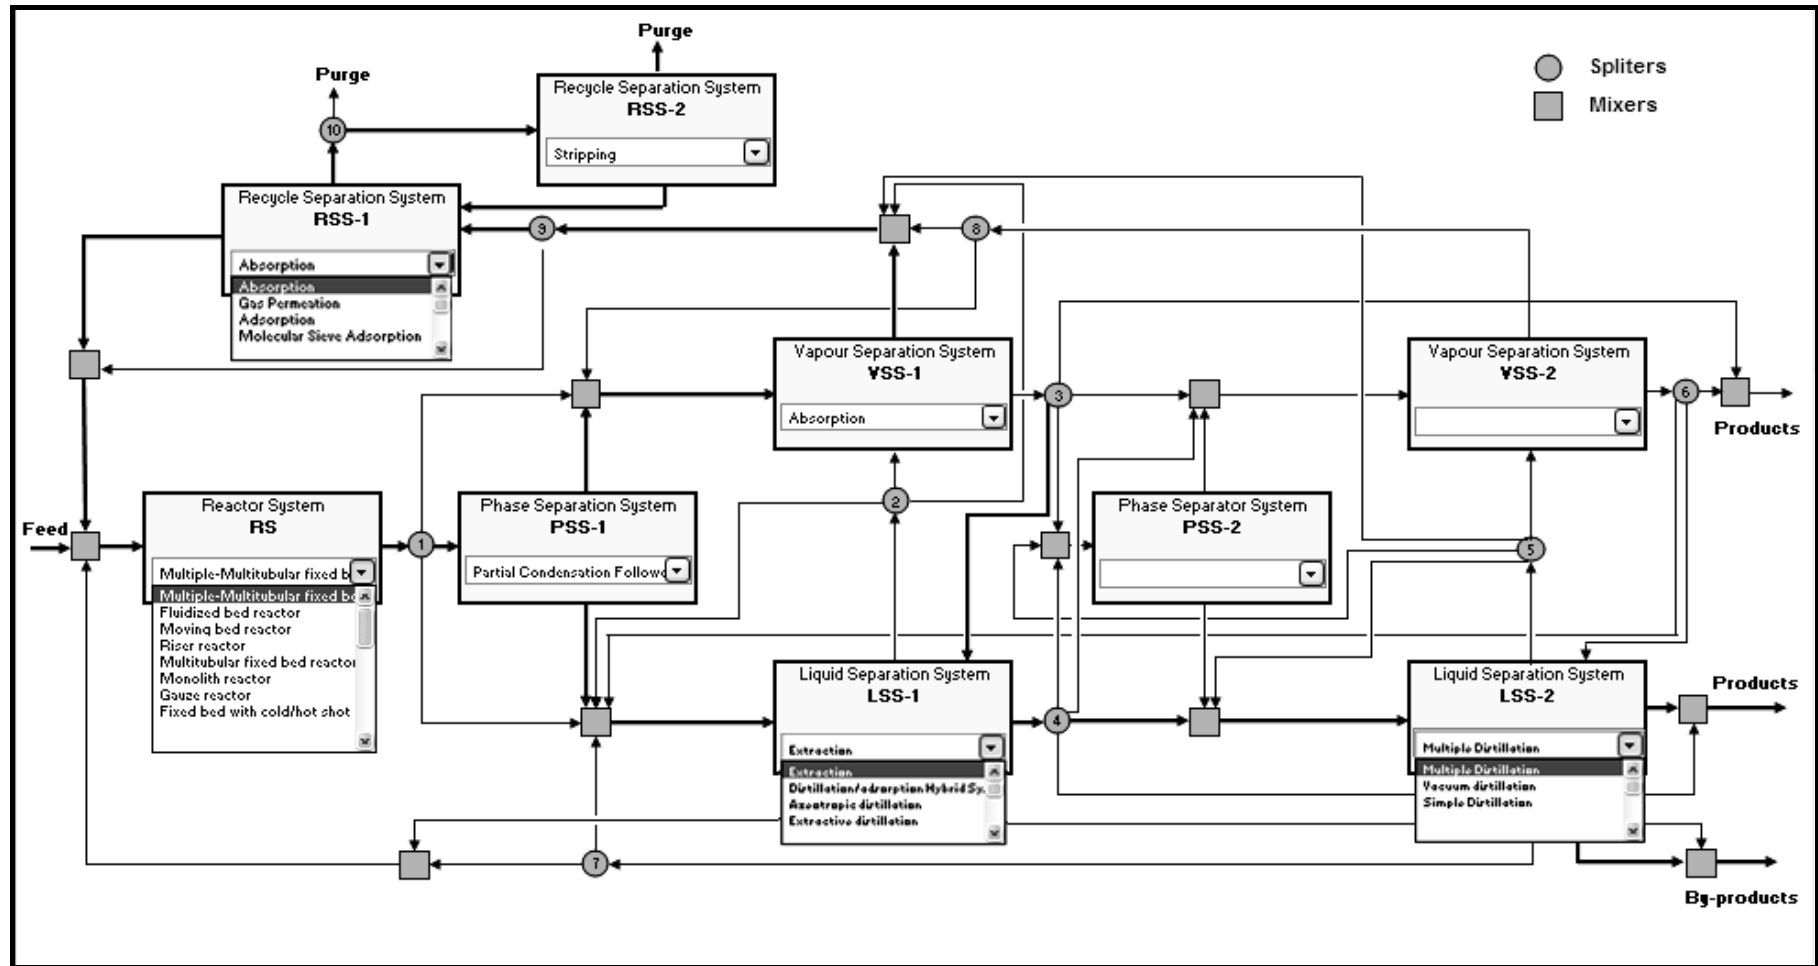 Purge
Purge
Spliters
Mixers
Recycle Separation System
RSS-2
Stripping
10
Recycle Separation System
RSS-1
Absorption
Absorption
Gas Permeation
Adsorption
Molecular Sieve Adsorption
9
8
Vapour Separation System
VSS-1
Absorption
3
Vapour Separation System
VSS-2
6
Products
Feed
Reactor System
RS
Multiple-Multitubular fixed b
Multiple-Multitubular fixed be
Fluidized bed reactor
Moving bed reactor
Riser reactor
Multitubular fixed bed reactor
Monolith reactor
Gauze reactor
Fixed bed with cold/hot shot
1
Phase Separation System
PSS-1
Partial Condensation Followe
2
Phase Separator System
PSS-2
5
Liquid Separation System
LSS-1
Extraction
Extraction
Distillation/adsorption Hybrid Sy.
Azeotropic distillation
Extractive distillation
4
Liquid Separation System
LSS-2
Multiple Distillation
Multiple Distillation
Vacuum distillation
Simple Distillation
Products
7
By-products